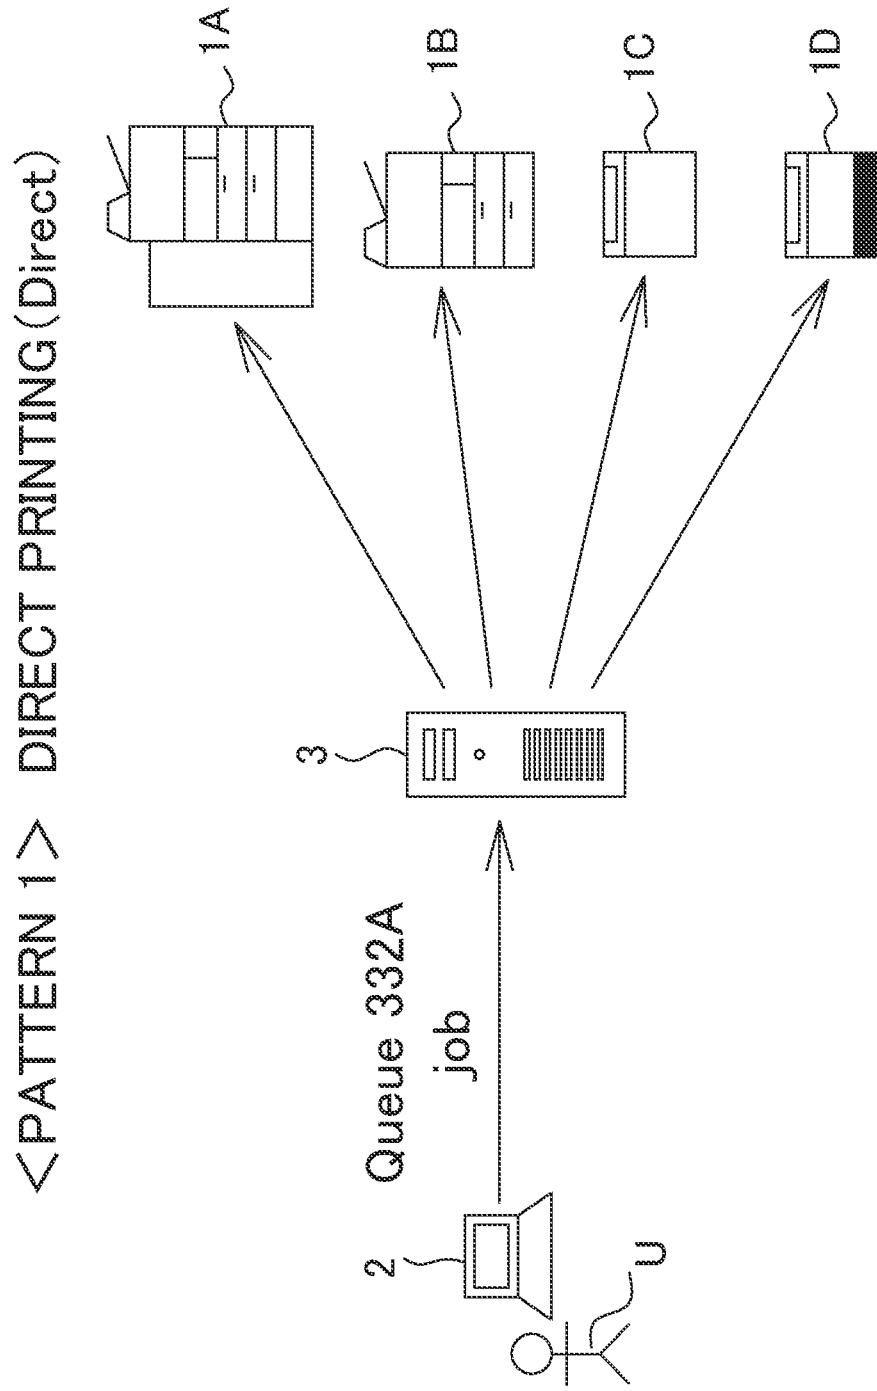 <PATTERN 1> DIRECT PRINTING(Direct)
1A
1B
1C
1D
3
Queue 332A
job
2
U